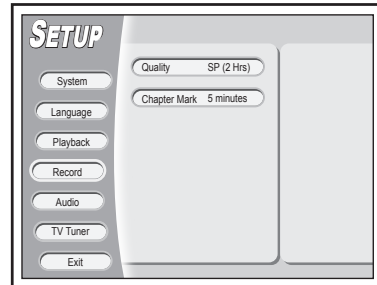 SETUP
System
Language
Playback
Record
Audio
TV Tuner
Exit
Quality SP (2 Hrs)
Chapter Mark 5 minutes